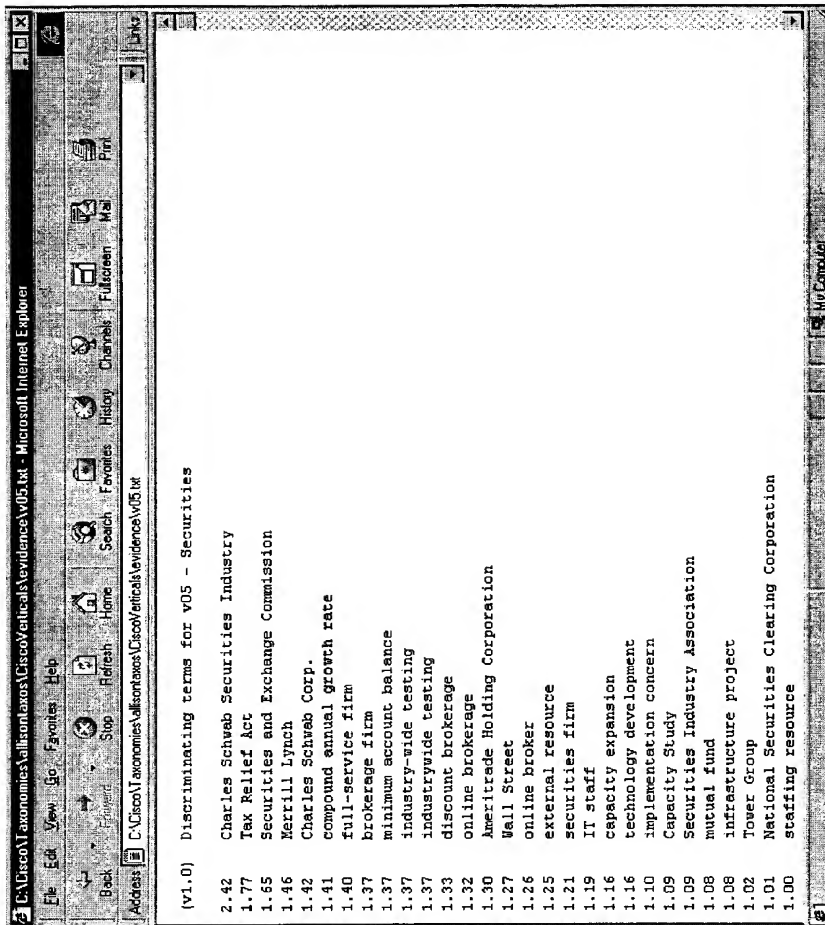 C:\Cisco\Taxonomies\allisontaxos\CiscoVerticals\evidence\v05.txt - Microsoft Internet Explorer
File Edit View Go Favorites Help
Back Forward Stop Refresh Home Search Favorites History Channels Fullscreen Mail Print
Address C:\Cisco\Taxonomies\allisontaxos\CiscoVerticals\evidence\v05.txt Links
(v1.0) Discriminating terms for v05 - Securities
2.42 Charles Schwab Securities Industry
1.77 Tax Relief Act
1.65 Securities and Exchange Commission
1.46 Merrill Lynch
1.42 Charles Schwab Corp.
1.41 compound annual growth rate
1.40 full-service firm
1.37 brokerage firm
1.37 minimum account balance
1.37 industry-wide testing
1.37 industrywide testing
1.33 discount brokerage
1.32 online brokerage
1.30 Ameritrade Holding Corporation
1.27 Wall Street
1.26 online broker
1.25 external resource
1.21 securities firm
1.19 IT staff
1.16 capacity expansion
1.16 technology development
1.10 implementation concern
1.09 Capacity Study
1.09 Securities Industry Association
1.08 mutual fund
1.08 infrastructure project
1.02 Tower Group
1.01 National Securities Clearing Corporation
1.00 staffing resource
My Computer